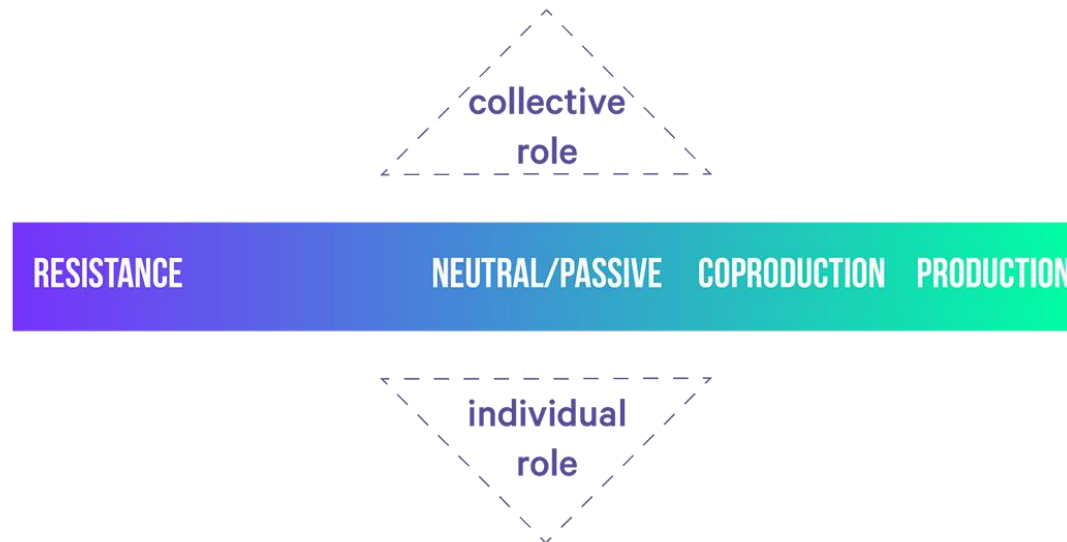 collective
role
RESISTANCE NEUTRAL/PASSIVE COPRODUCTION PRODUCTION
individual
role